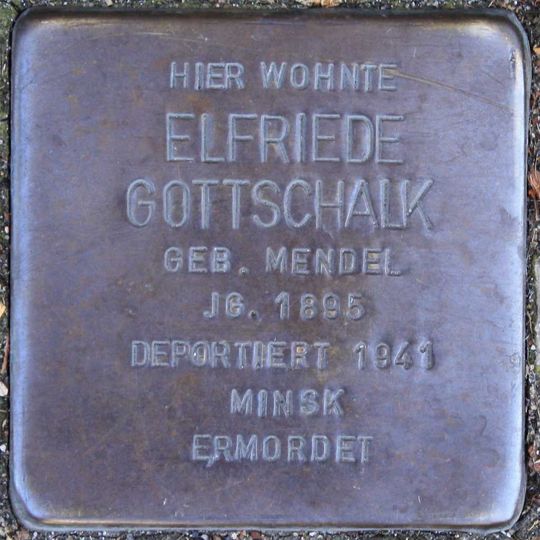 HIER WOHNTE
ELFRIEDE
GOTTSCHALK
GEB. MENDEL
JG. 1895
DEPORTIERT 1941
MINSK
ERMORDET